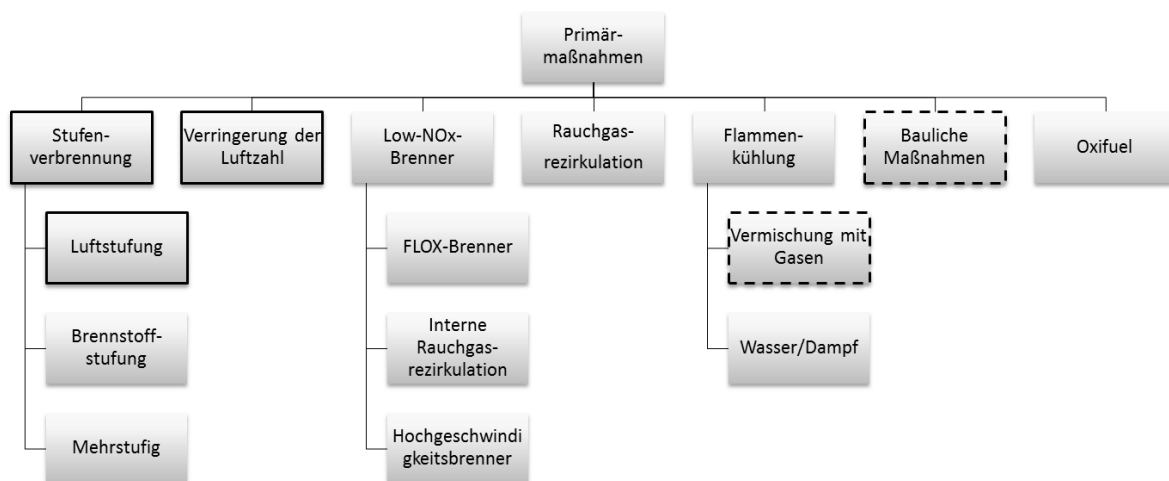 Primär-
maßnahmen
Stufen-
verbrennung
Verringerung der
Luftzahl
Low-NOx-
Brenner
Rauchgas-
rezirkulation
Flammen-
kühlung
Bauliche
Maßnahmen
Oxifuel
Luftstufung
FLOX-Brenner
Vermischung mit
Gasen
Brennstoff-
stufung
Interne
Rauchgas-
rezirkulation
Wasser/Dampf
Mehrstufig
Hochgeschwindi
gkeitsbrenner